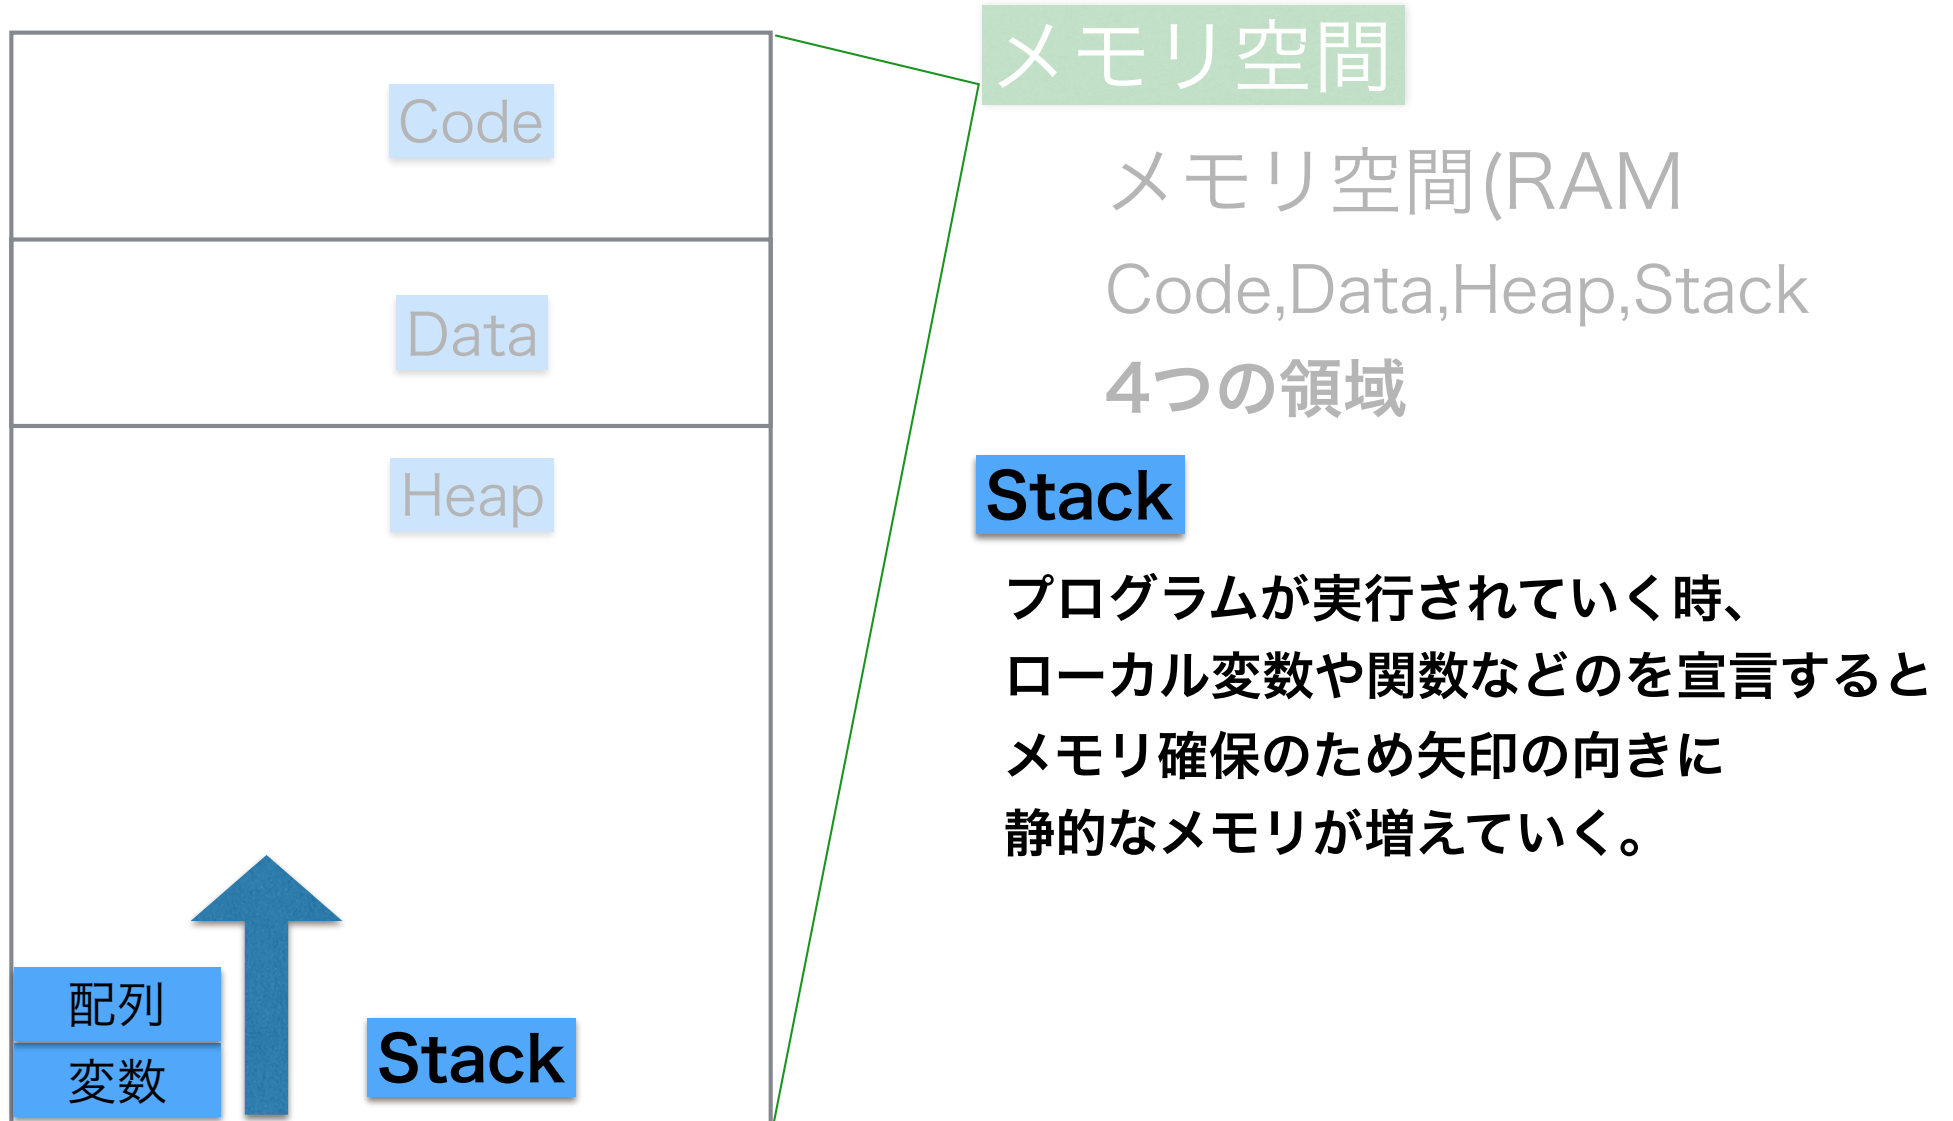 Code
Data
Heap
配列
変数
Stack
メモリ空間
メモリ空間(RAM
Code,Data,Heap,Stack
4つの領域
Stack
プログラムが実行されていく時、
ローカル変数や関数などのを宣言すると
メモリ確保のため矢印の向きに
静的なメモリが増えていく。